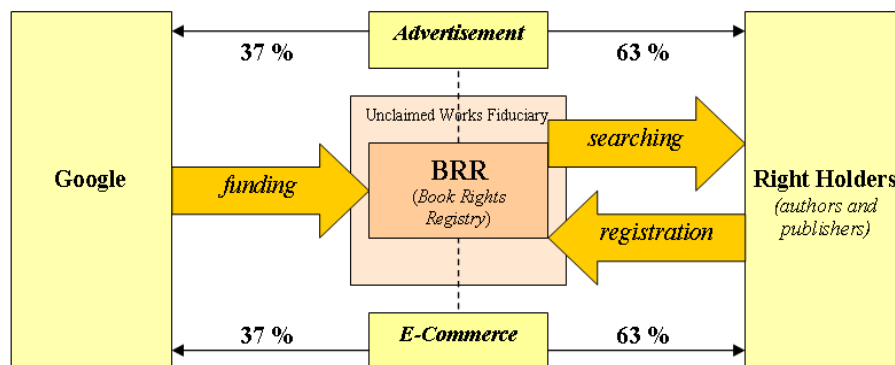 Advertisement
37 %
63 %
Unclaimed Works Fiduciary
Google
funding
BRR
(Book Rights
Registry)
searching
registration
Right Holders
(authors and
publishers)
37 %
E-Commerce
63 %